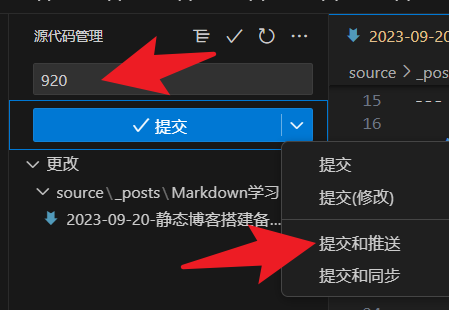 源代码管理
2023-09-20
920
source > _posts
提交
15 ---
16
更改
提交
source\_posts\Markdown学习
提交(修改)
2023-09-20-静态博客搭建备...
提交和推送
提交和同步